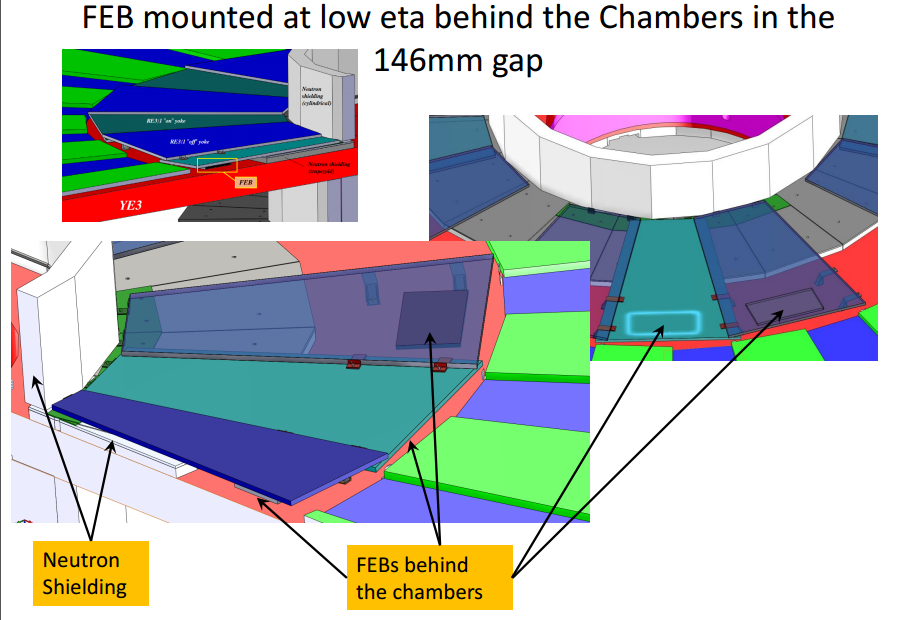 FEB mounted at low eta behind the Chambers in the
146mm gap
Neutron
shielding
(cylindrical)
RE3/1 "on" yoke
RE3/1 "off" yoke
Neutron shielding
FEB
YE3
Neutron
Shielding
FEBs behind
the chambers